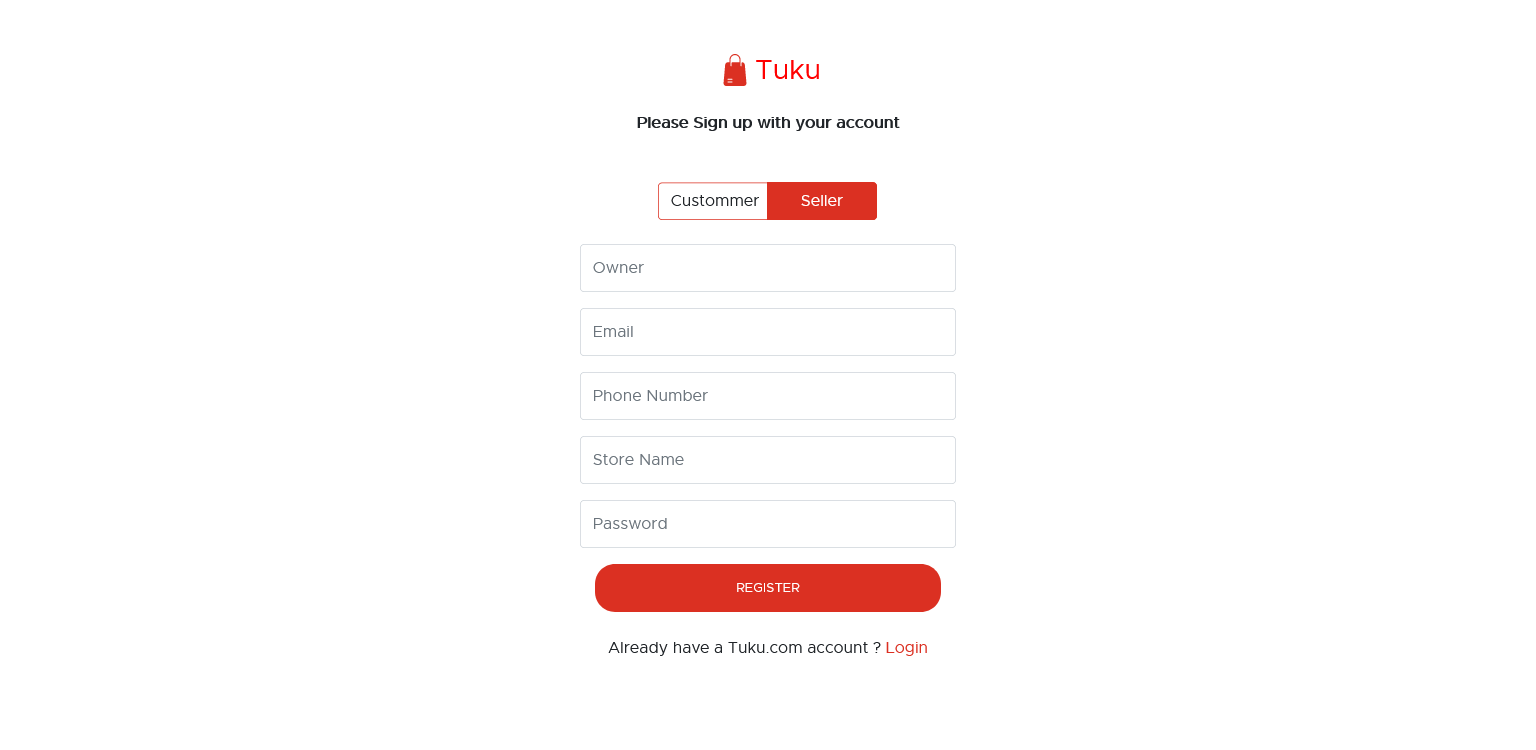 Tuku
Please Sign up with your account
Custommer Seller
Owner
Email
Phone Number
Store Name
Password
REGISTER
Already have a Tuku.com account ? Login